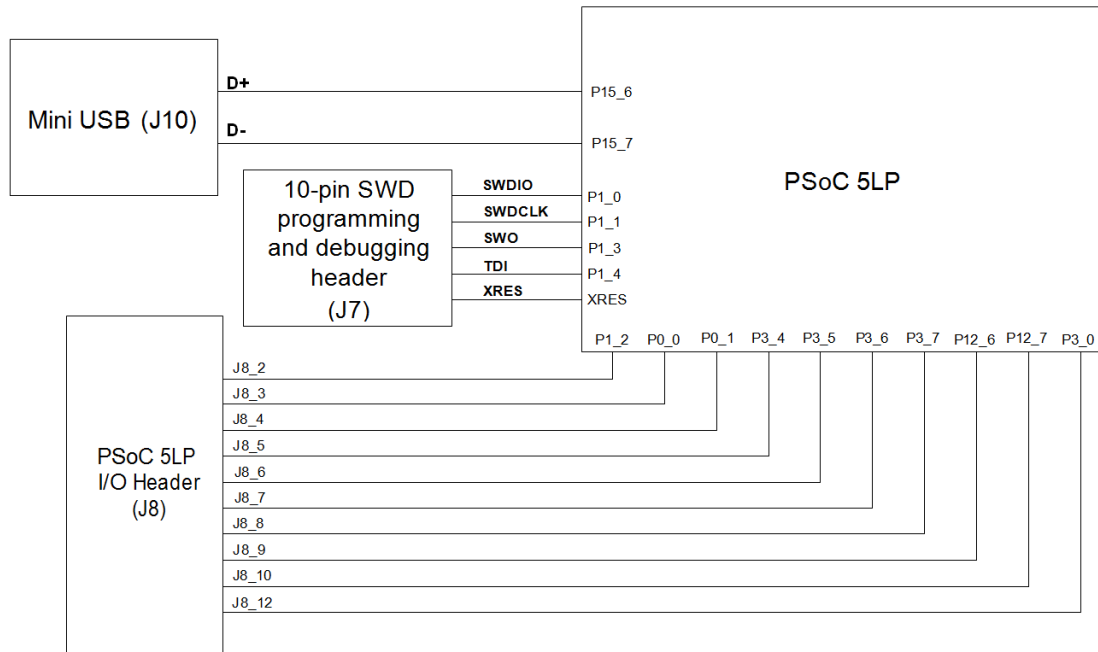 D+
P15_6
Mini USB (J10)
D-
P15_7
PSoC 5LP
10-pin SWD
programming
and debugging
header
(J7)
SWDIO
P1_0
SWDCLK
P1_1
SWO
P1_3
TDI
P1_4
XRES
XRES
P1_2 P0_0 P0_1 P3_4 P3_5 P3_6 P3_7 P12_6 P12_7 P3_0
J8_2
J8_3
J8_4
J8_5
J8_6
J8_7
J8_8
J8_9
J8_10
J8_12
PSoC 5LP
I/O Header
(J8)